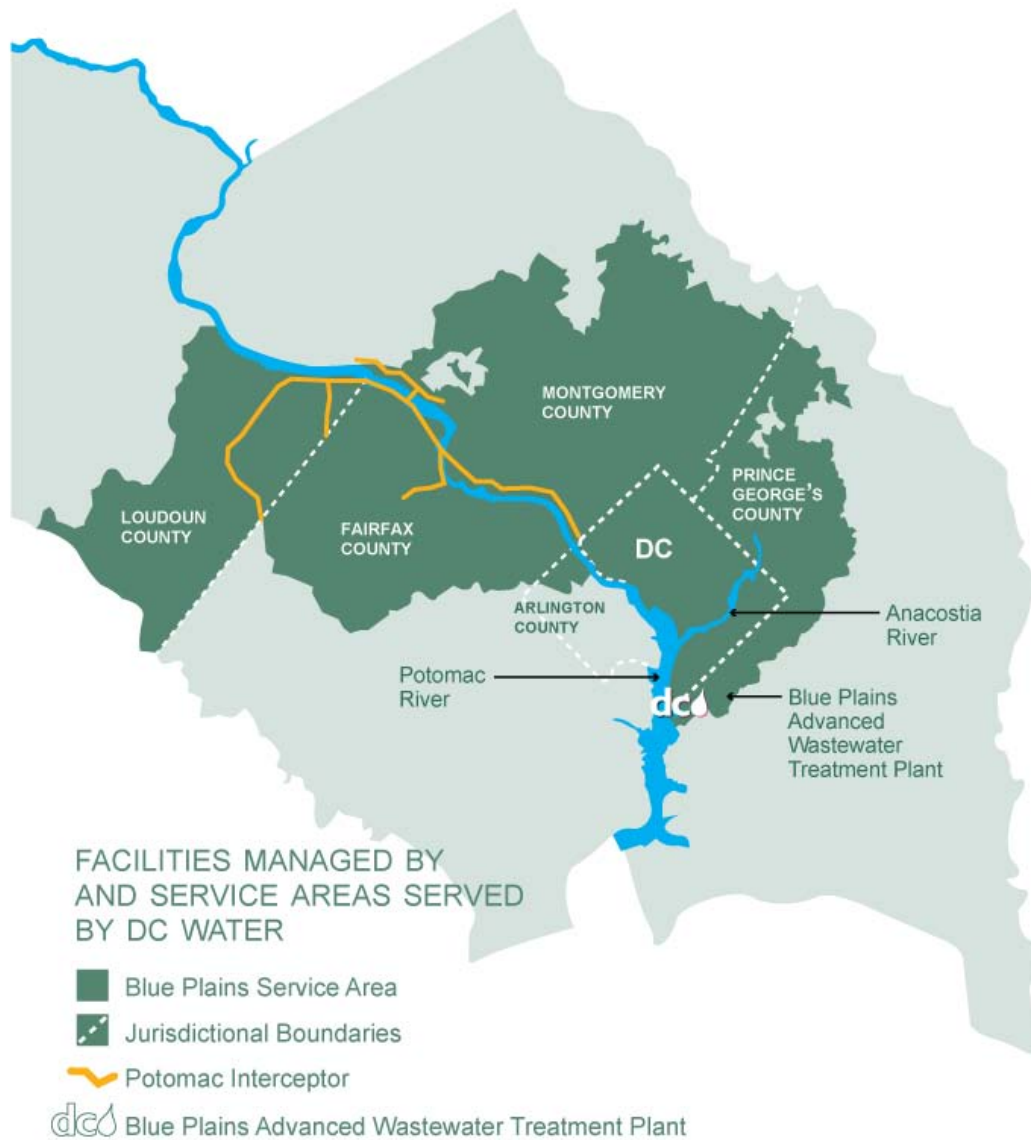 MONTGOMERY
COUNTY
PRINCE
GEORGE'S
COUNTY
LOUDOUN
COUNTY
FAIRFAX
COUNTY
DC
ARLINGTON
COUNTY
Anacostia
River
Potomac
River
dc
Blue Plains
Advanced
Wastewater
Treatment Plant
FACILITIES MANAGED BY
AND SERVICE AREAS SERVED
BY DC WATER
Blue Plains Service Area
Jurisdictional Boundaries
Potomac Interceptor
dc Blue Plains Advanced Wastewater Treatment Plant